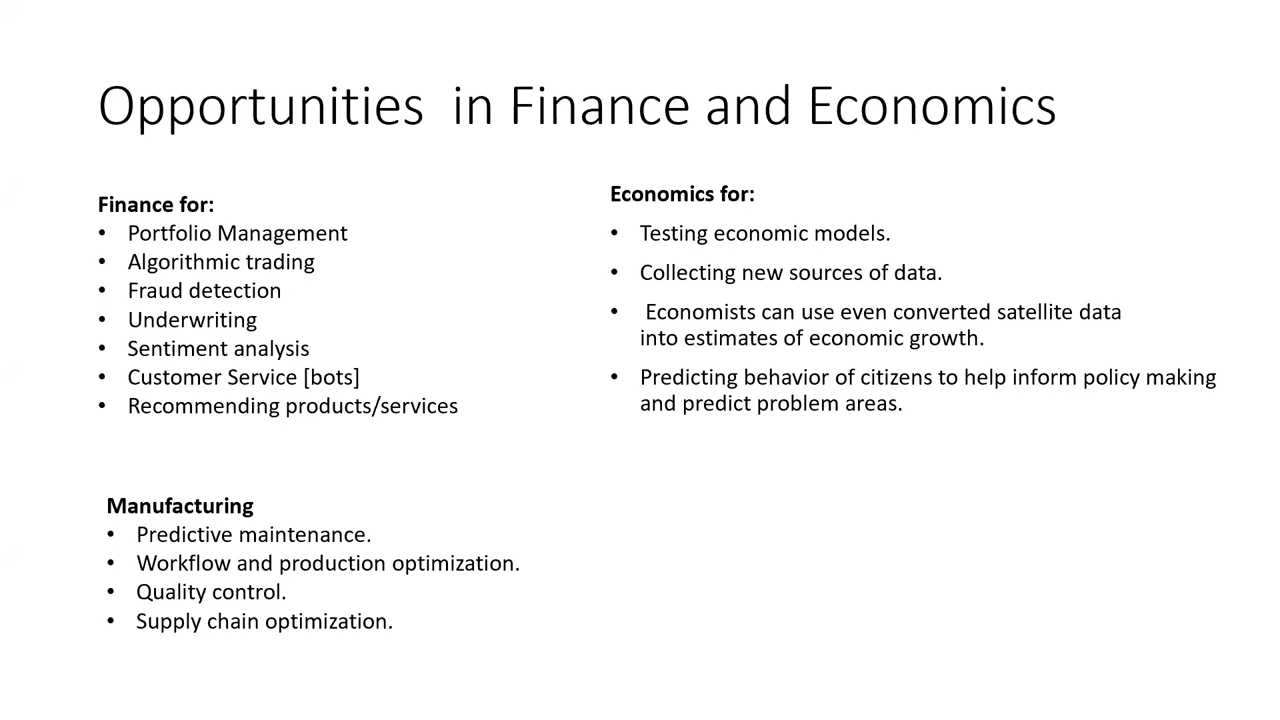 Opportunities  in Finance and Economics
Finance for:
• Portfolio Management
• Algorithmic trading
• Fraud detection
• Underwriting
• Sentiment analysis
• Customer Service [bots]
• Recommending products/services
Economics for:
• Testing economic models.
• Collecting new sources of data.
• Economists can use even converted satellite data
into estimates of economic growth.
• Predicting behavior of citizens to help inform policy making
and predict problem areas.
Manufacturing
• Predictive maintenance.
• Workflow and production optimization.
• Quality control.
• Supply chain optimization.